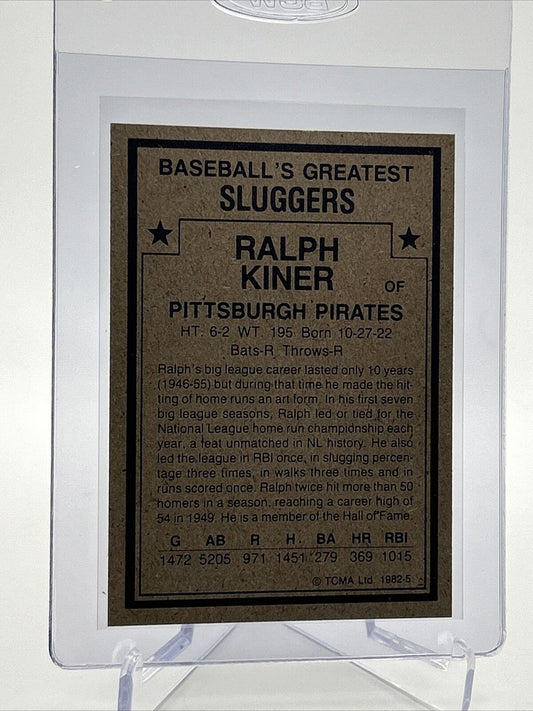 BASEBALL'S GREATEST
SLUGGERS
RALPH
KINER OF
PITTSBURGH PIRATES
HT. 6-2 WT. 195 Born 10-27-22
Bats-R Throws-R
Ralph's big league career lasted only 10 years
(1946-55) but during that time he made the hit-
ting of home runs an art form. In his first seven
big league seasons, Ralph led or tied for the
National League home run championship each
year, a feat unmatched in NL history. He also
led the league in RBI once, in slugging percen-
tage three times, in walks three times and in
runs scored once. Ralph twice hit more than 50
homers in a season, reaching a career high of
54 in 1949. He is a member of the Hall of Fame.
G AB R H BA HR RBI
1472 5205 971 1451 279 369 1015
© TCMA Ltd. 1982-5